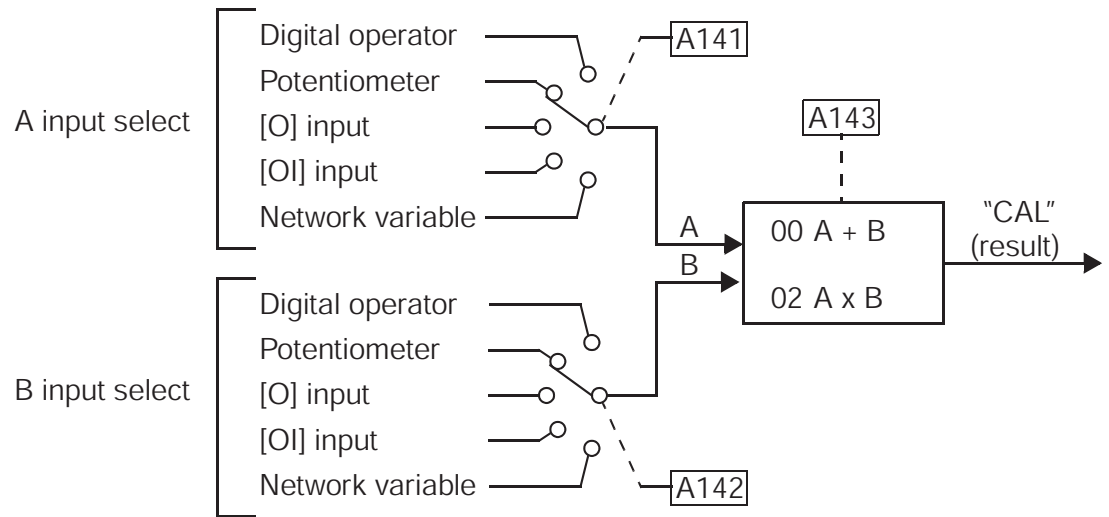 Digital operator
A141
Potentiometer
A input select
[O] input
A143
[OI] input
Network variable
A
00 A + B
"CAL"
(result)
B
02 A x B
Digital operator
Potentiometer
B input select
[O] input
[OI] input
Network variable
A142